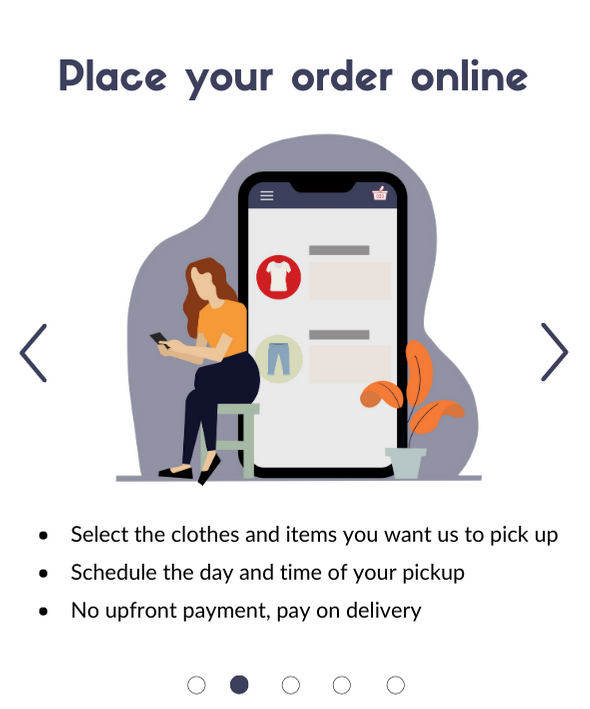 Place your order online
Select the clothes and items you want us to pick up
Schedule the day and time of your pickup
No upfront payment, pay on delivery